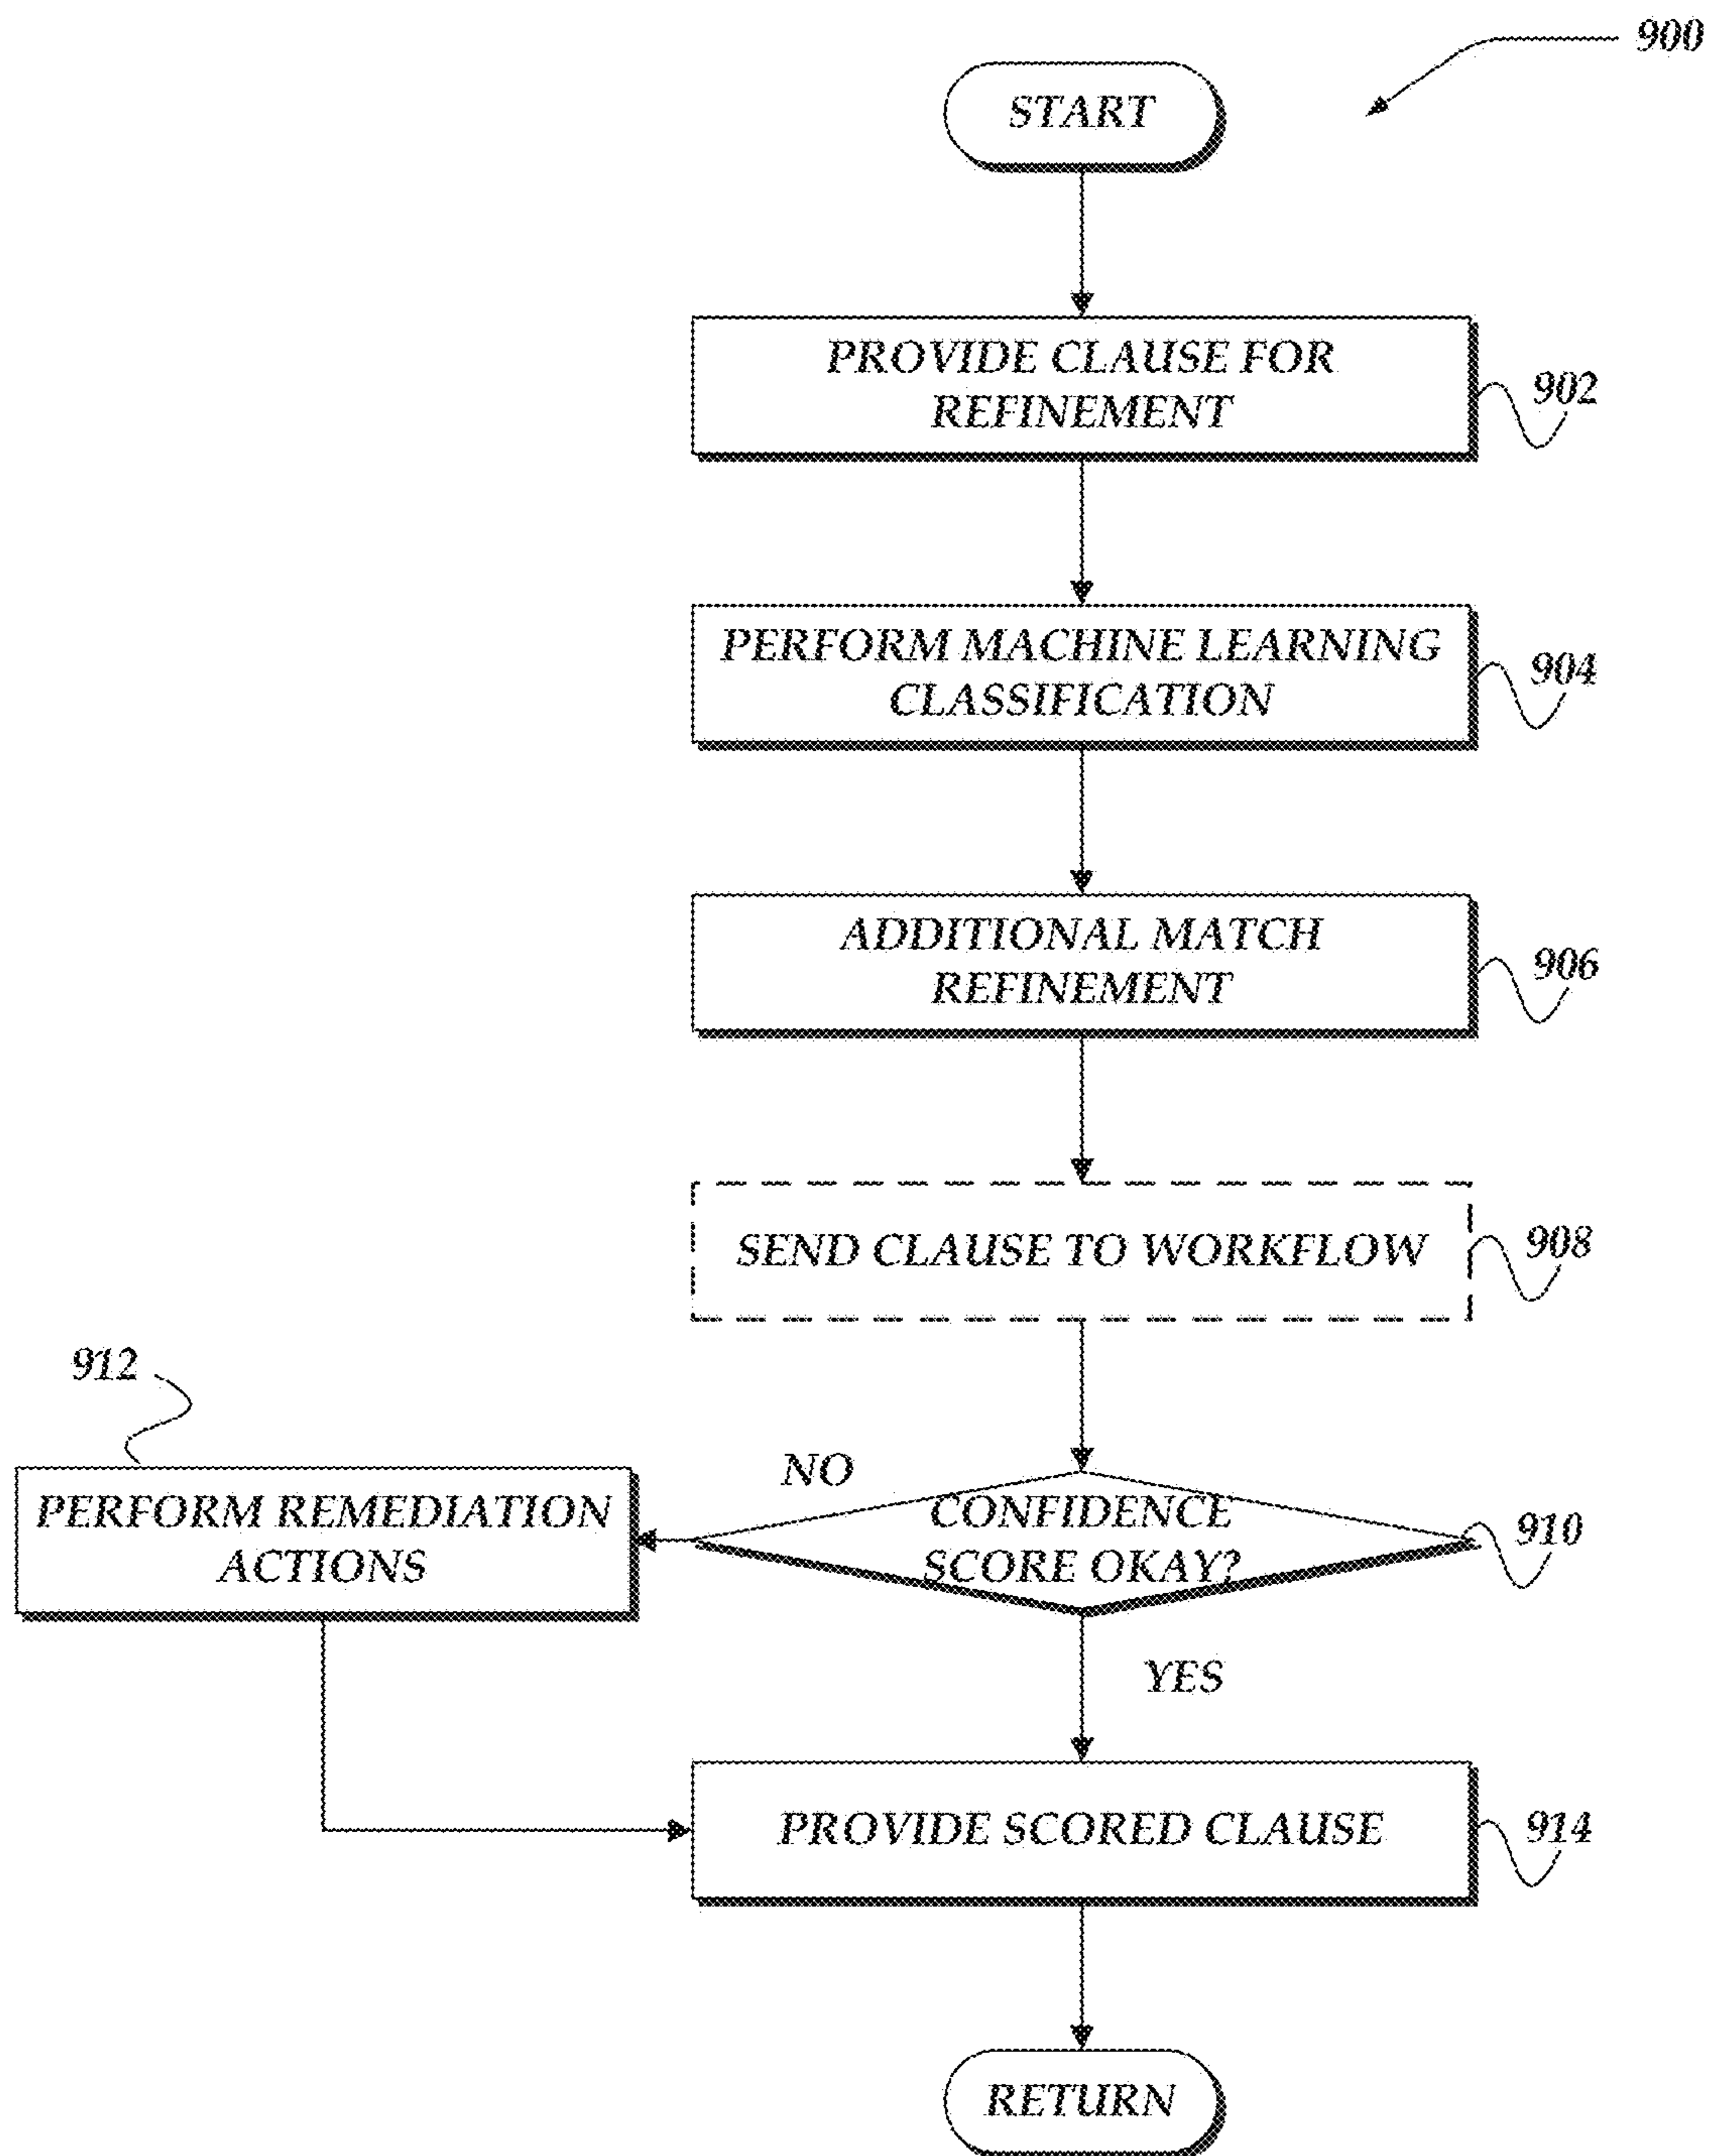 900
START
PROVIDE CLAUSE FOR
REFINEMENT
902
PERFORM MACHINE LEARNING
CLASSIFICATION
904
ADDITIONAL MATCH
REFINEMENT
906
SEND CLAUSE TO WORKFLOW
908
912
NO
PERFORM REMEDIATION
ACTIONS
CONFIDENCE
SCORE OKAY?
910
YES
PROVIDE SCORED CLAUSE
914
RETURN